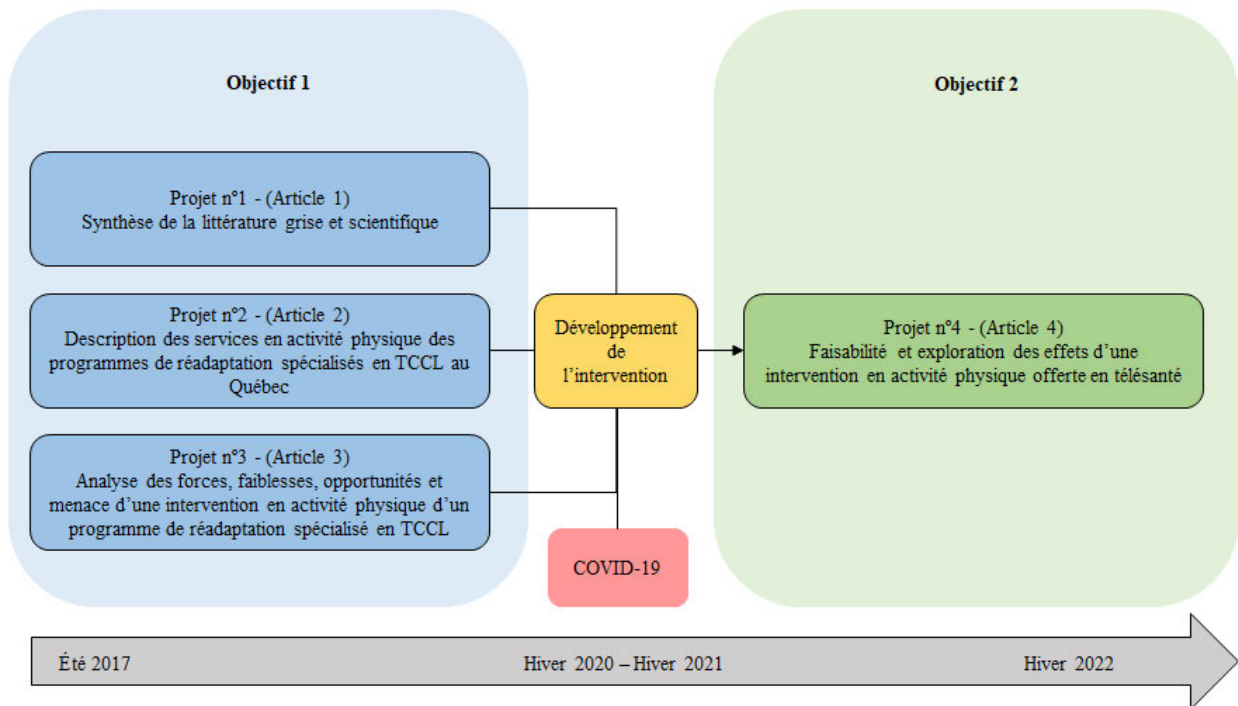 Objectif 1
Projet nº1 - (Article 1)
Synthèse de la littérature grise et scientifique
Projet nº2 - (Article 2)
Description des services en activité physique des
programmes de réadaptation spécialisés en TCCL au
Québec
Projet nº3 - (Article 3)
Analyse des forces, faiblesses, opportunités et
menace d’une intervention en activité physique d’un
programme de réadaptation spécialisé en TCCL
Développement
de
l’intervention
COVID-19
Objectif 2
Projet nº4 - (Article 4)
Faisabilité et exploration des effets d’une
intervention en activité physique offerte en télésanté
Été 2017
Hiver 2020 – Hiver 2021
Hiver 2022